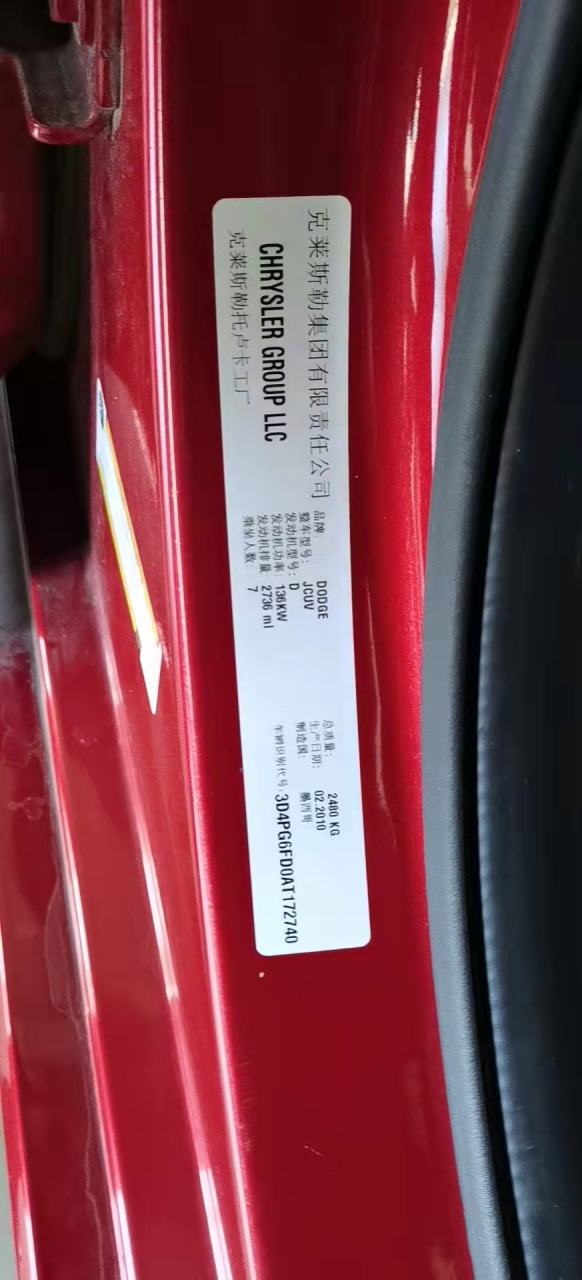 克莱斯勒集团有限责任公司
CHRYSLER GROUP LLC
克莱斯勒托卢卡工厂
品牌: DODGE
整车型号: JCUV
发动机型号: D
发动机功率: 136KW
发动机排量: 2736 ml
乘坐人数: 7
总质量: 2480 KG
生产日期: 02.2010
制造国: 墨西哥
车辆识别代号: 3D4PG6FD0AT172740